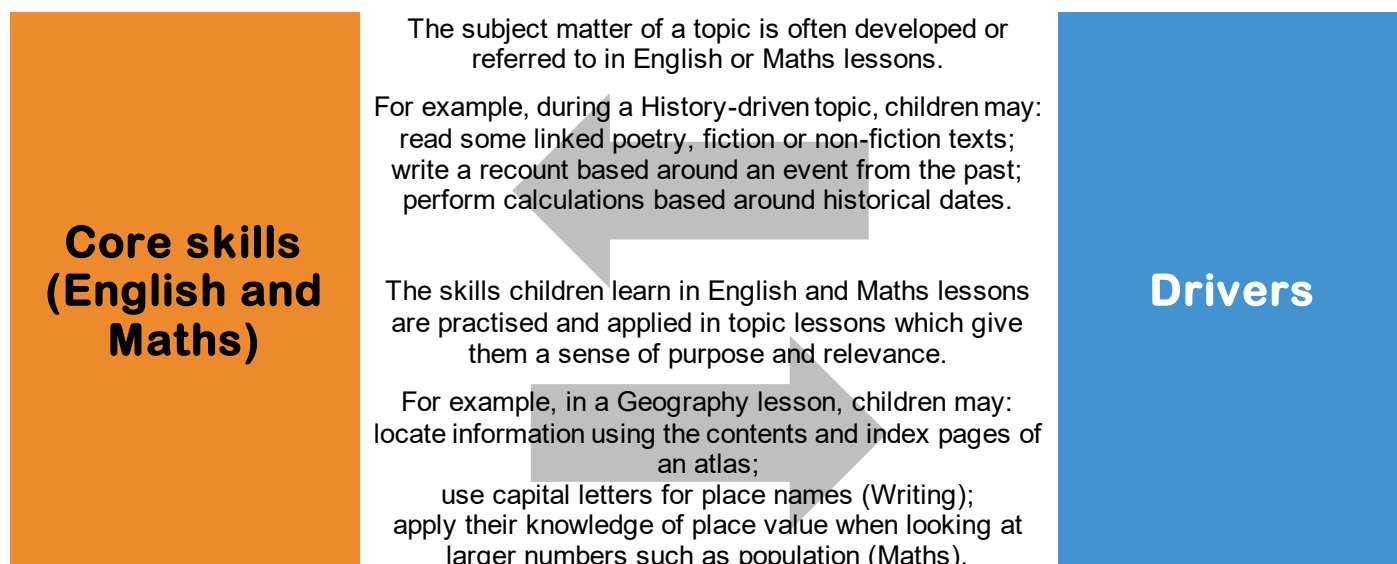 Core skills
(English and
Maths)
The subject matter of a topic is often developed or
referred to in English or Maths lessons.
For example, during a History-driven topic, children may:
read some linked poetry, fiction or non-fiction texts;
write a recount based around an event from the past;
perform calculations based around historical dates.
The skills children learn in English and Maths lessons
are practised and applied in topic lessons which give
them a sense of purpose and relevance.
For example, in a Geography lesson, children may:
locate information using the contents and index pages of
an atlas;
use capital letters for place names (Writing);
apply their knowledge of place value when looking at
larger numbers such as population (Maths).
Drivers